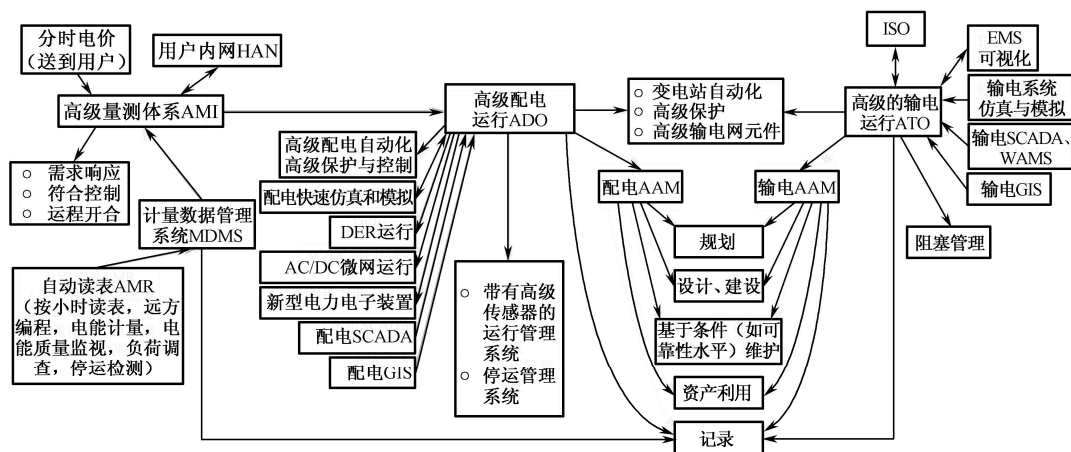 分时电价
（送到用户）
用户内网HAN
高级量测体系AMI
○ 需求响应
○ 符合控制
○ 远程开合
计量数据管理
系统MDMS
自动读表AMR
（按小时读表，远方
编程，电能计量，电
能质量监视，负荷调
查，停运检测）
高级配电
运行ADO
高级配电自动化
高级保护与控制
配电快速仿真和模拟
DER运行
AC/DC微网运行
新型电力电子装置
配电SCADA
配电GIS
○ 带有高级
传感器的
运行管理
系统
○ 停运管理
系统
○ 变电站自动化
○ 高级保护
○ 高级输电网元件
配电AAM
输电AAM
规划
设计、建设
基于条件（如可
靠性水平）维护
资产利用
记录
ISO
高级的输电
运行ATO
EMS
可视化
输电系统
仿真与模拟
输电SCADA、
WAMS
输电GIS
阻塞管理